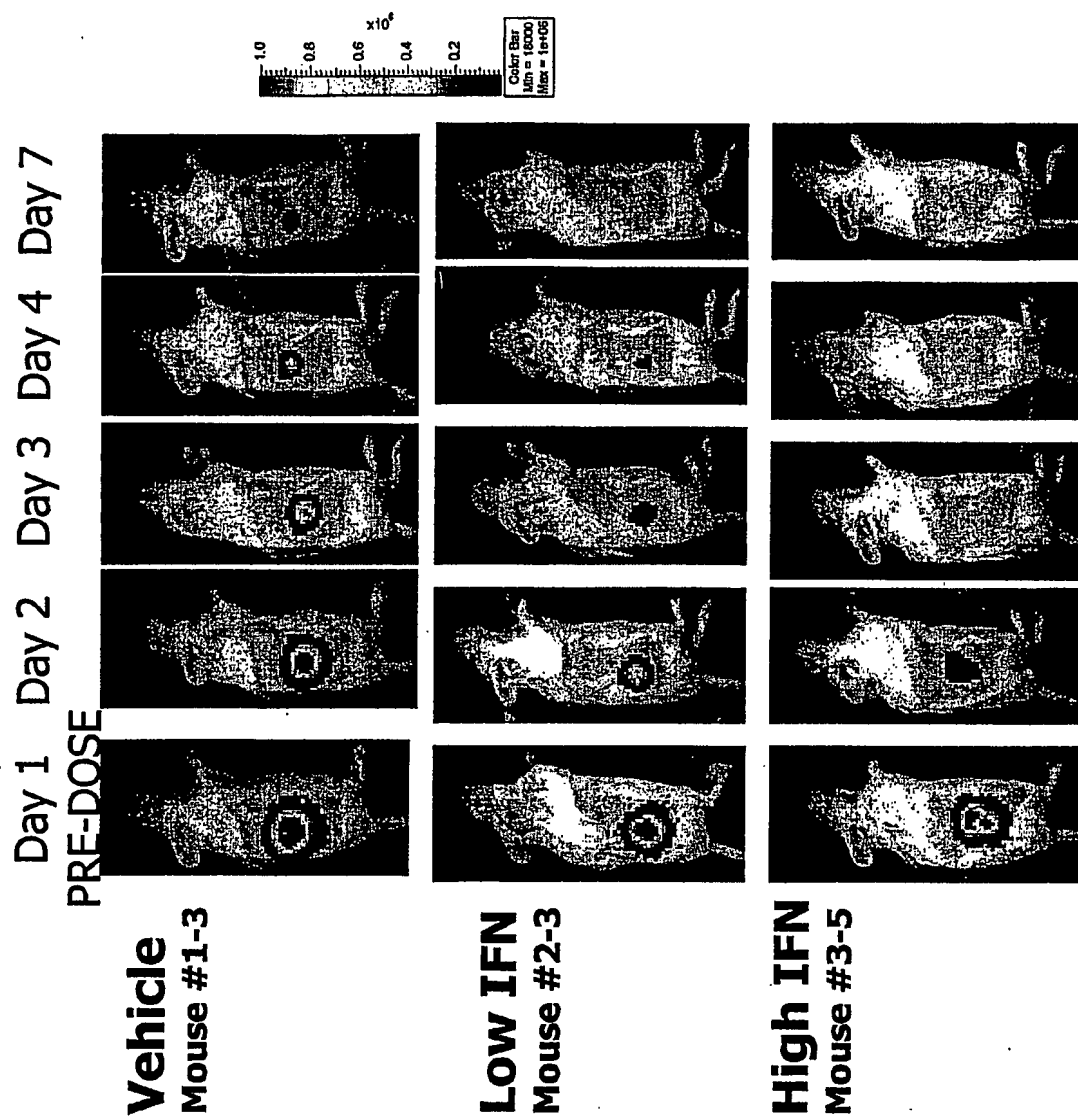 Day 1
PRE-DOSE
Day 2
Day 3
Day 4
Day 7
Vehicle
Mouse #1-3
Low IFN
Mouse #2-3
High IFN
Mouse #3-5
1.0
0.8
0.6
0.4
0.2
x10⁶
Color Bar
Min = 16000
Max = 1e+06